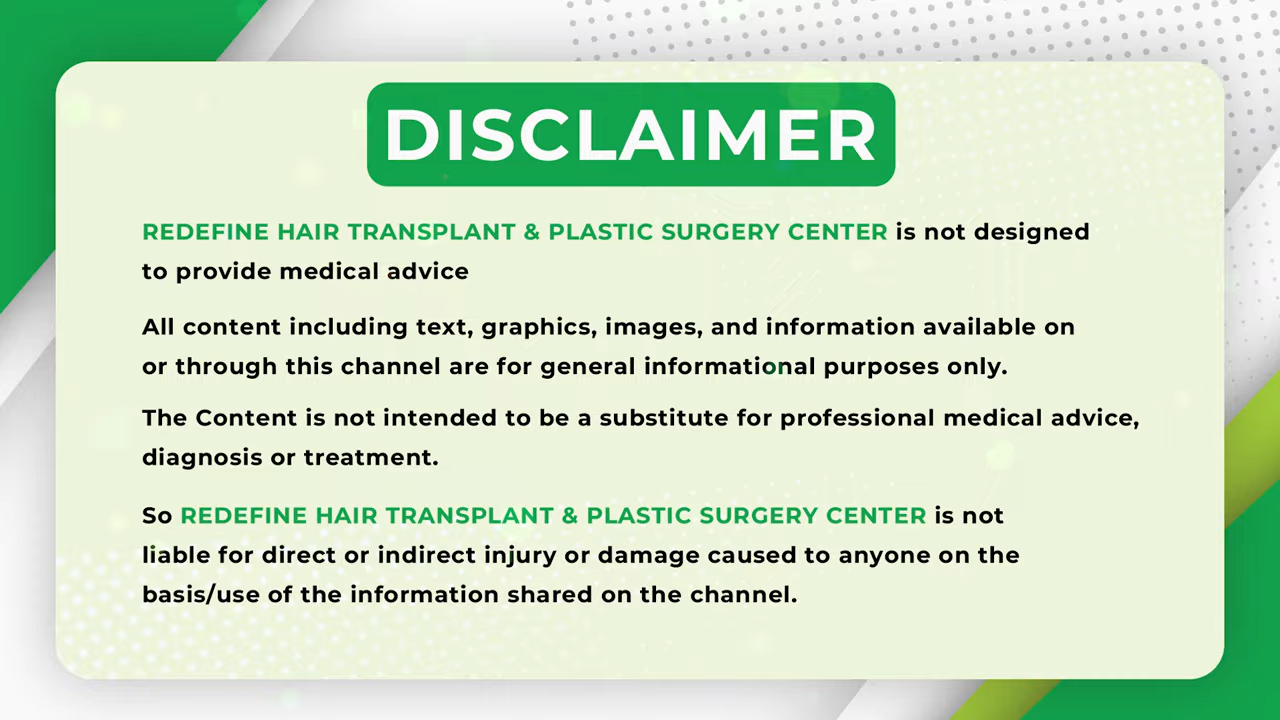 DISCLAIMER
REDEFINE HAIR TRANSPLANT & PLASTIC SURGERY CENTER is not designed
to provide medical advice
All content including text, graphics, images, and information available on
or through this channel are for general informational purposes only.
The Content is not intended to be a substitute for professional medical advice,
diagnosis or treatment.
So REDEFINE HAIR TRANSPLANT & PLASTIC SURGERY CENTER is not
liable for direct or indirect injury or damage caused to anyone on the
basis/use of the information shared on the channel.